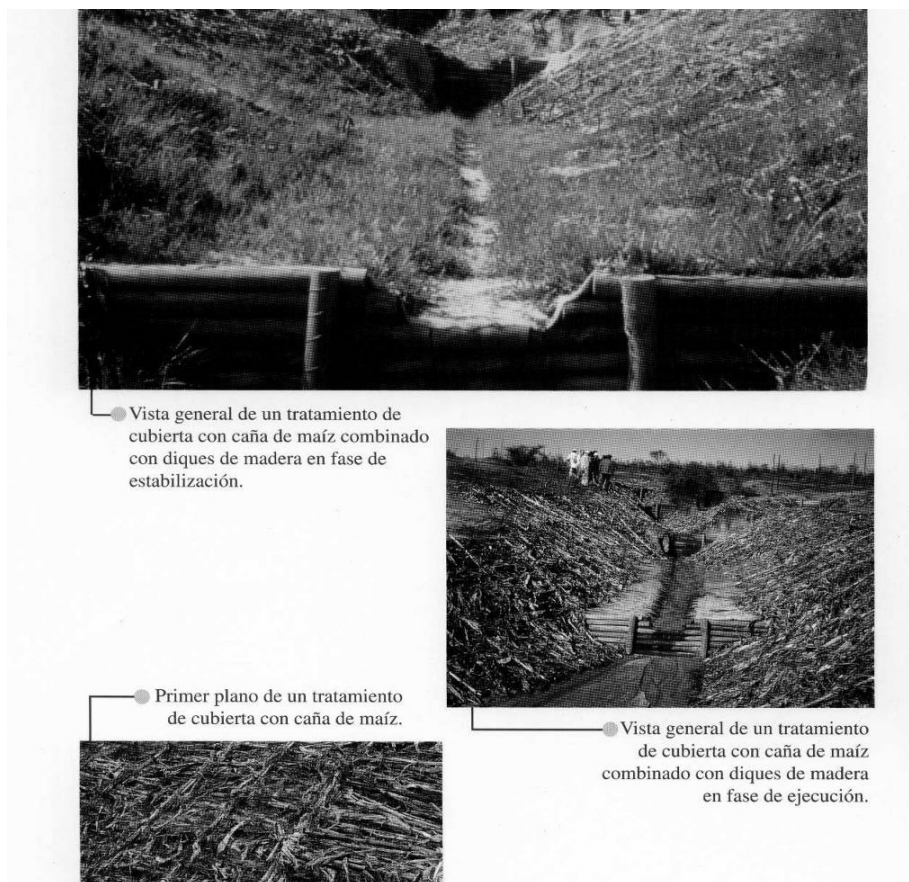 Vista general de un tratamiento de
cubierta con caña de maíz combinado
con diques de madera en fase de
estabilización.
Primer plano de un tratamiento
de cubierta con caña de maíz.
Vista general de un tratamiento
de cubierta con caña de maíz
combinado con diques de madera
en fase de ejecución.